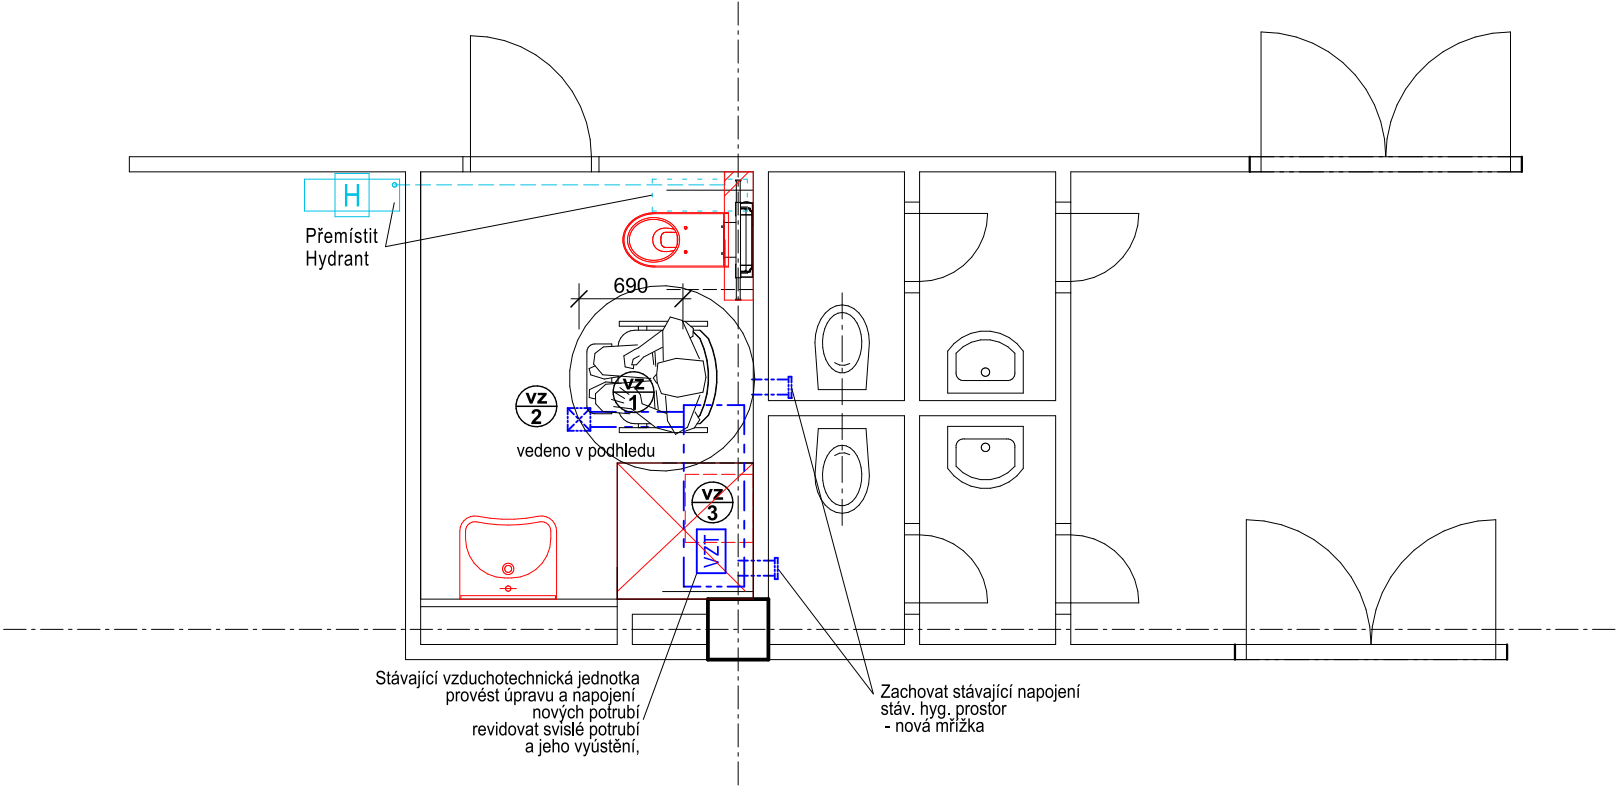 H
Přemístit
Hydrant
690
VZ
1
VZ
2
vedeno v podhledu
VZ
3
VZT
Stávající vzduchotechnická jednotka
provést úpravu a napojení
nových potrubí
revidovat svislé potrubí
a jeho vyústění,
Zachovat stávající napojení
stáv. hyg. prostor
- nová mřížka